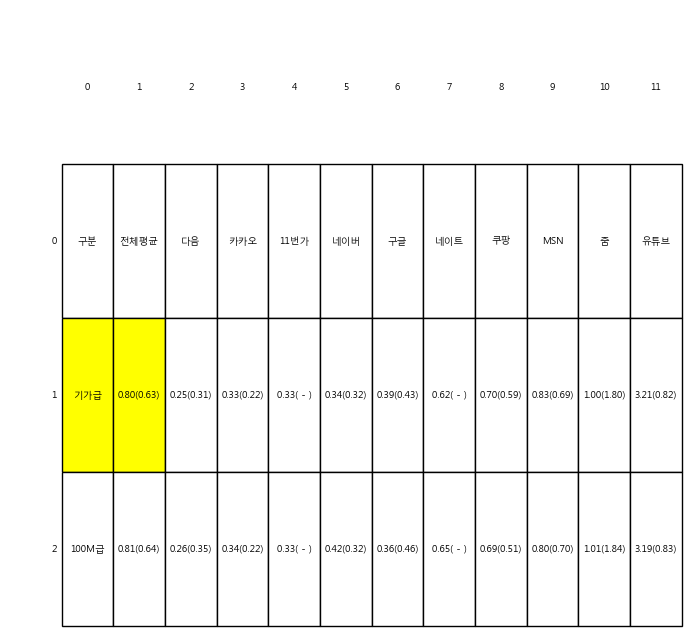 0 1 2 3 4 5 6 7 8 9 10 11
0 구분 전체평균 다음 카카오 11번가 네이버 구글 네이트 쿠팡 MSN 줌 유튜브
1 기가급 0.80(0.63) 0.25(0.31) 0.33(0.22) 0.33( - ) 0.34(0.32) 0.39(0.43) 0.62( - ) 0.70(0.59) 0.83(0.69) 1.00(1.80) 3.21(0.82)
2 100M급 0.81(0.64) 0.26(0.35) 0.34(0.22) 0.33( - ) 0.42(0.32) 0.36(0.46) 0.65( - ) 0.69(0.51) 0.80(0.70) 1.01(1.84) 3.19(0.83)